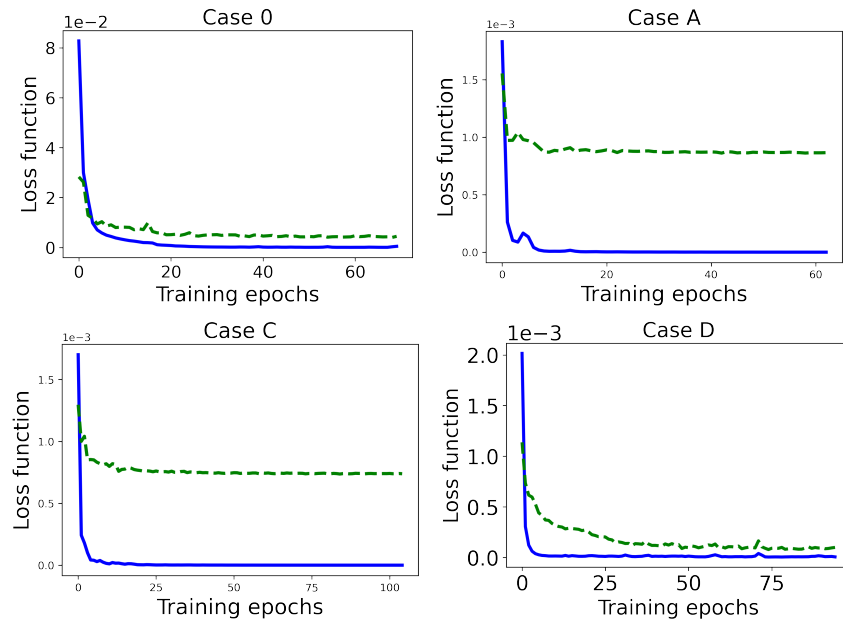 Case 0
1e−2
8
6
4
2
0
Loss function
0 20 40 60
Training epochs
Case A
1e−3
1.5
1.0
0.5
0.0
Loss function
0 20 40 60
Training epochs
Case C
1e−3
1.5
1.0
0.5
0.0
Loss function
0 25 50 75 100
Training epochs
Case D
1e−3
2.0
1.5
1.0
0.5
0.0
Loss function
0 25 50 75
Training epochs